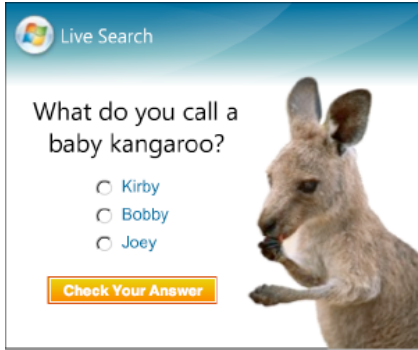 Live Search
What do you call a
baby kangaroo?
Kirby
Bobby
Joey
Check Your Answer